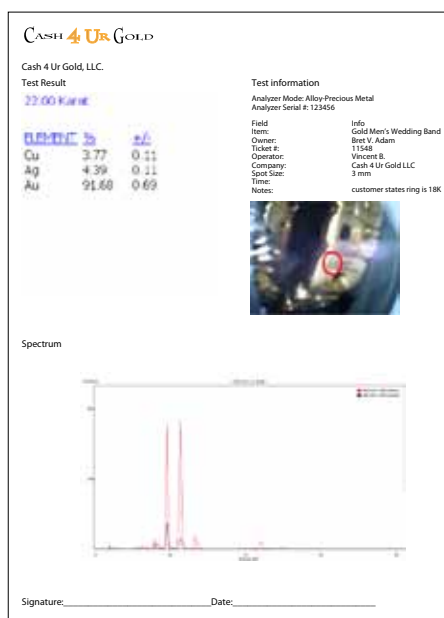 CASH 4 UR GOLD
Cash 4 Ur Gold, LLC.
Test Result
22.00 Karat
ELEMENT % +/-
Cu 3.77 0.11
Ag 4.39 0.11
Au 91.68 0.69
Test information
Analyzer Mode: Alloy-Precious Metal
Analyzer Serial #: 123456
Field Info
Item: Gold Men's Wedding Band
Owner: Bret V. Adam
Ticket #: 11548
Operator: Vincent B.
Company: Cash 4 Ur Gold LLC
Spot Size: 3 mm
Time:
Notes: customer states ring is 18K
Spectrum
Signature: Date: